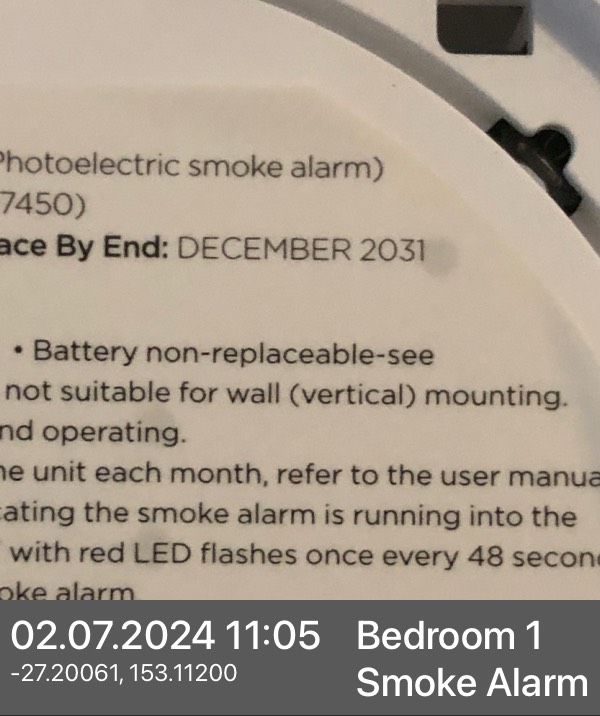 Photoelectric smoke alarm)
7450)
ace By End: DECEMBER 2031
• Battery non-replaceable-see
not suitable for wall (vertical) mounting.
nd operating.
he unit each month, refer to the user manua
cating the smoke alarm is running into the
with red LED flashes once every 48 secon
oke alarm
02.07.2024 11:05
-27.20061, 153.11200
Bedroom 1
Smoke Alarm